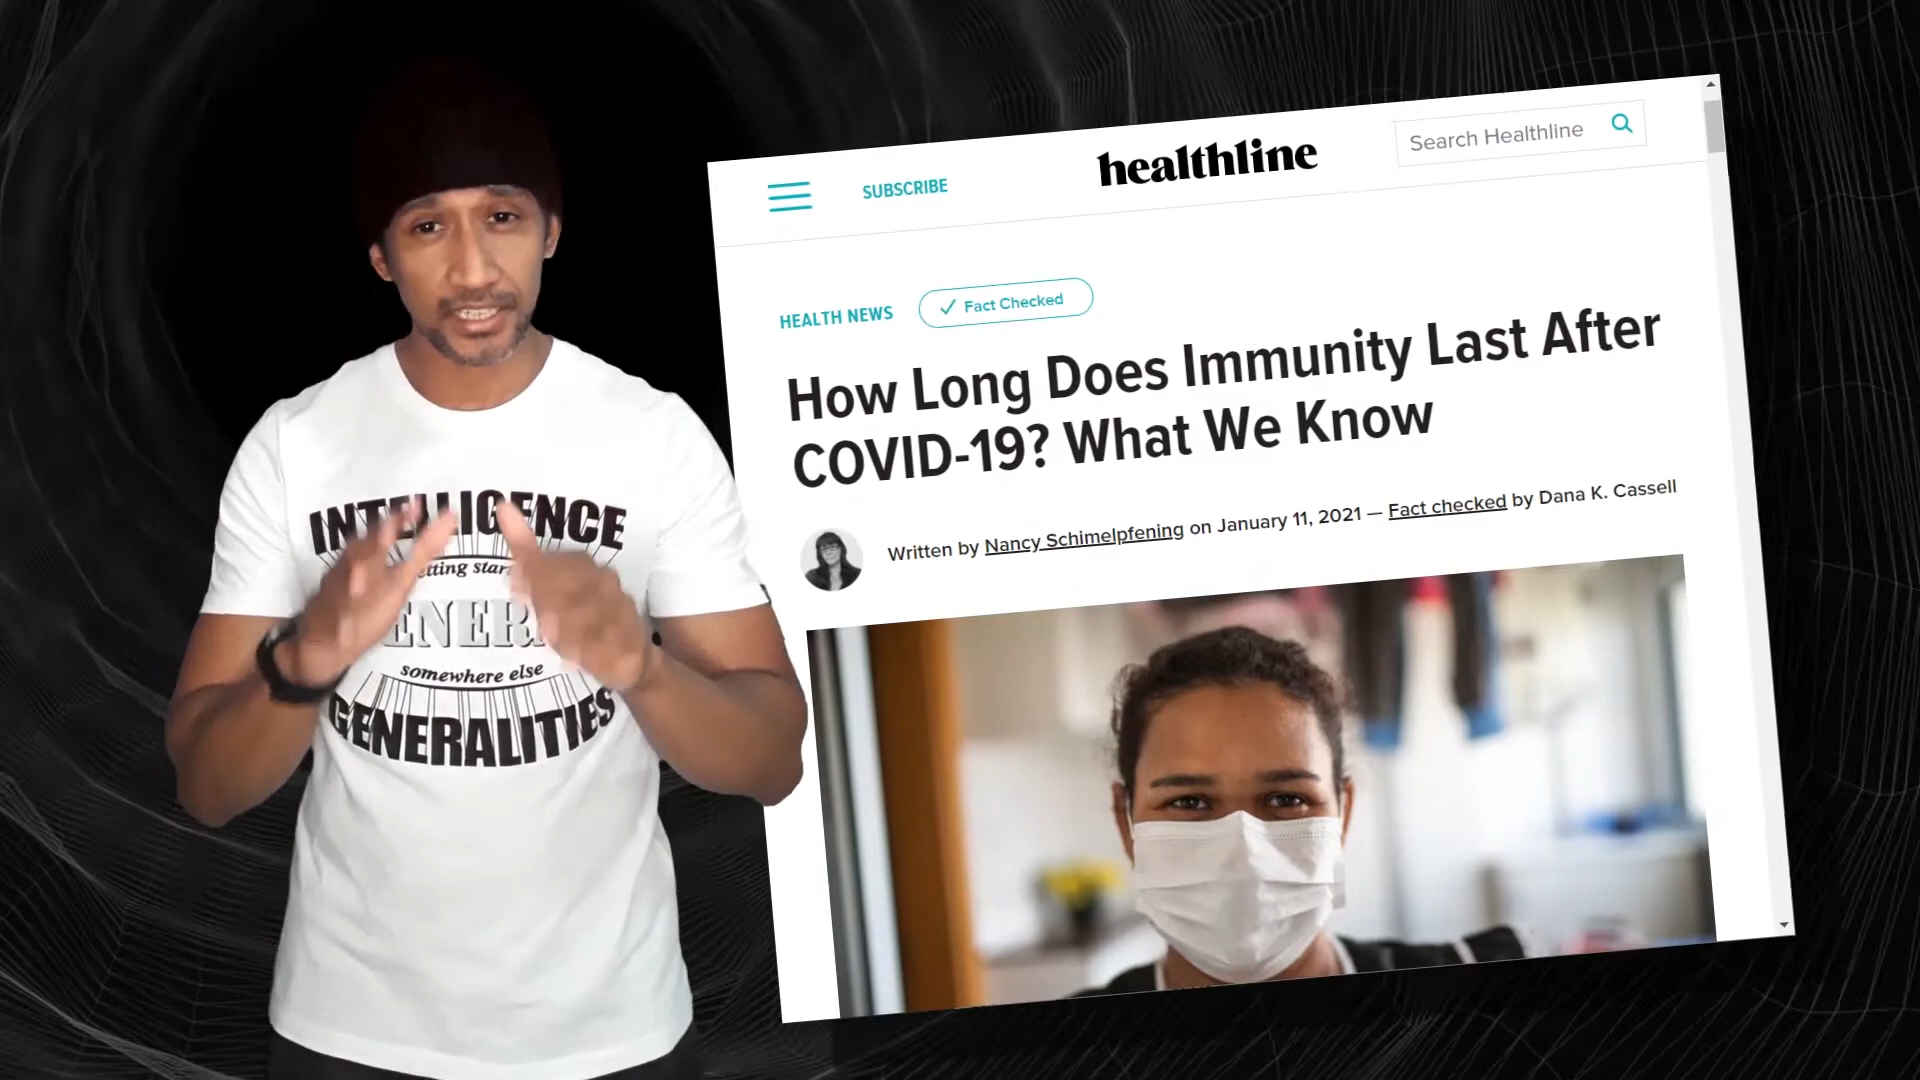 INTELLIGENCE
somewhere else
GENERALITIES
SUBSCRIBE
healthline
Search Healthline
HEALTH NEWS
Fact Checked
How Long Does Immunity Last After
COVID-19? What We Know
Written by Nancy Schimelpfening on January 11, 2021 — Fact checked by Dana K. Cassell